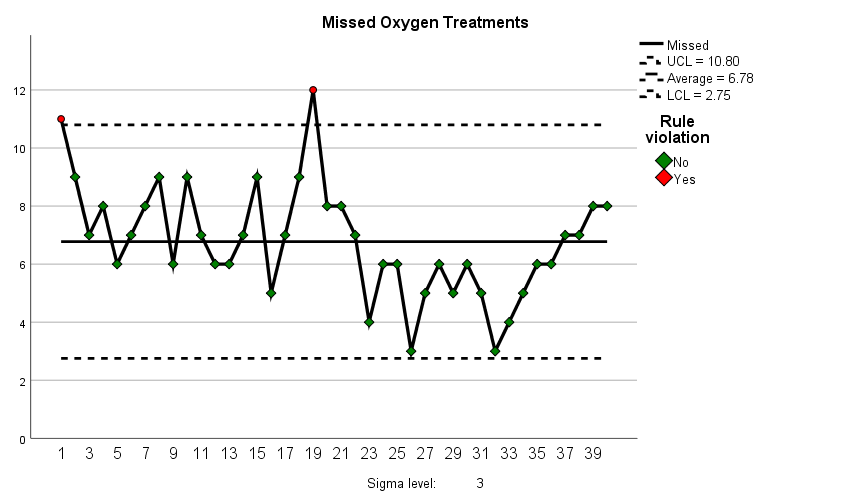 Missed Oxygen Treatments
Missed
UCL = 10.80
Average = 6.78
LCL = 2.75
Rule
violation
No
Yes
12
10
8
6
4
2
0
1 3 5 7 9 11 13 15 17 19 21 23 25 27 29 31 33 35 37 39
Sigma level: 3